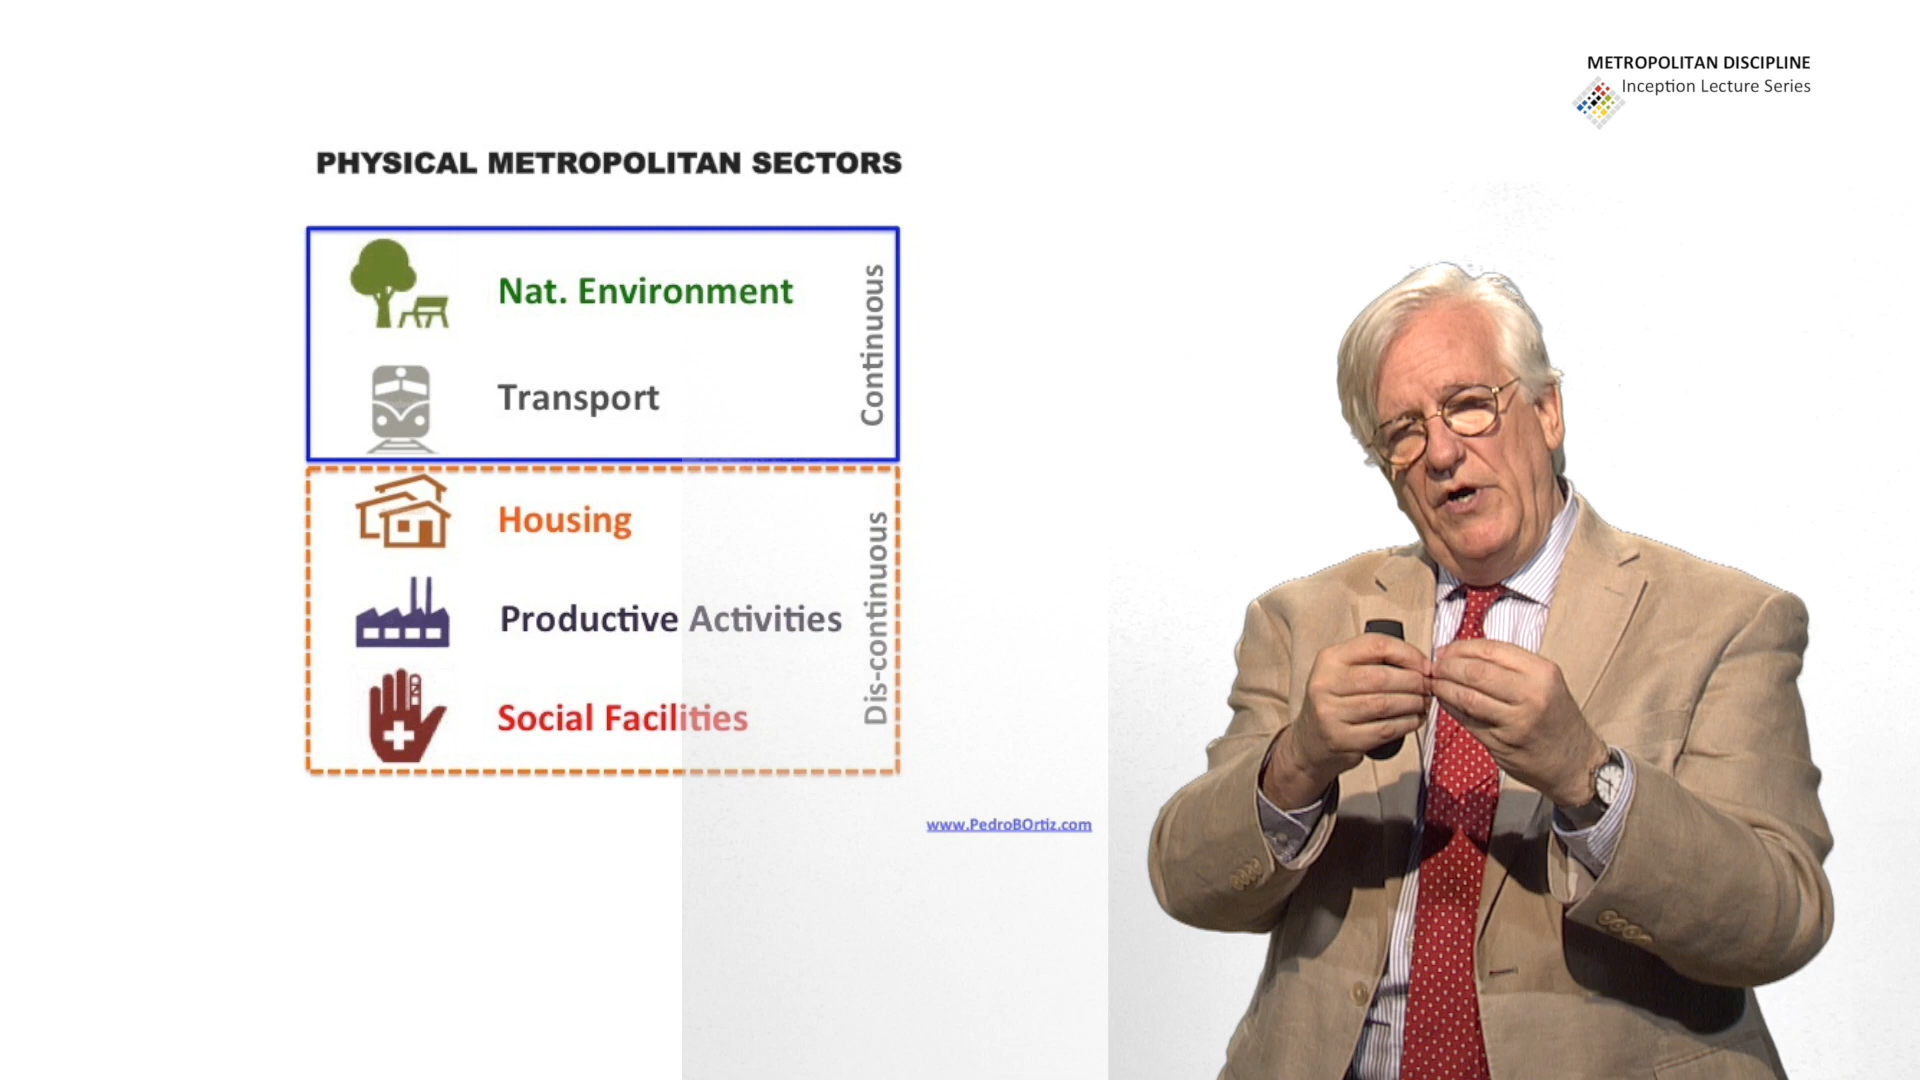 METROPOLITAN DISCIPLINE
Inception Lecture Series
PHYSICAL METROPOLITAN SECTORS
Nat. Environment
Transport
Continuous
Housing
Productive Activities
Social Facilities
Dis-continuous
www.PedroBOrtiz.com